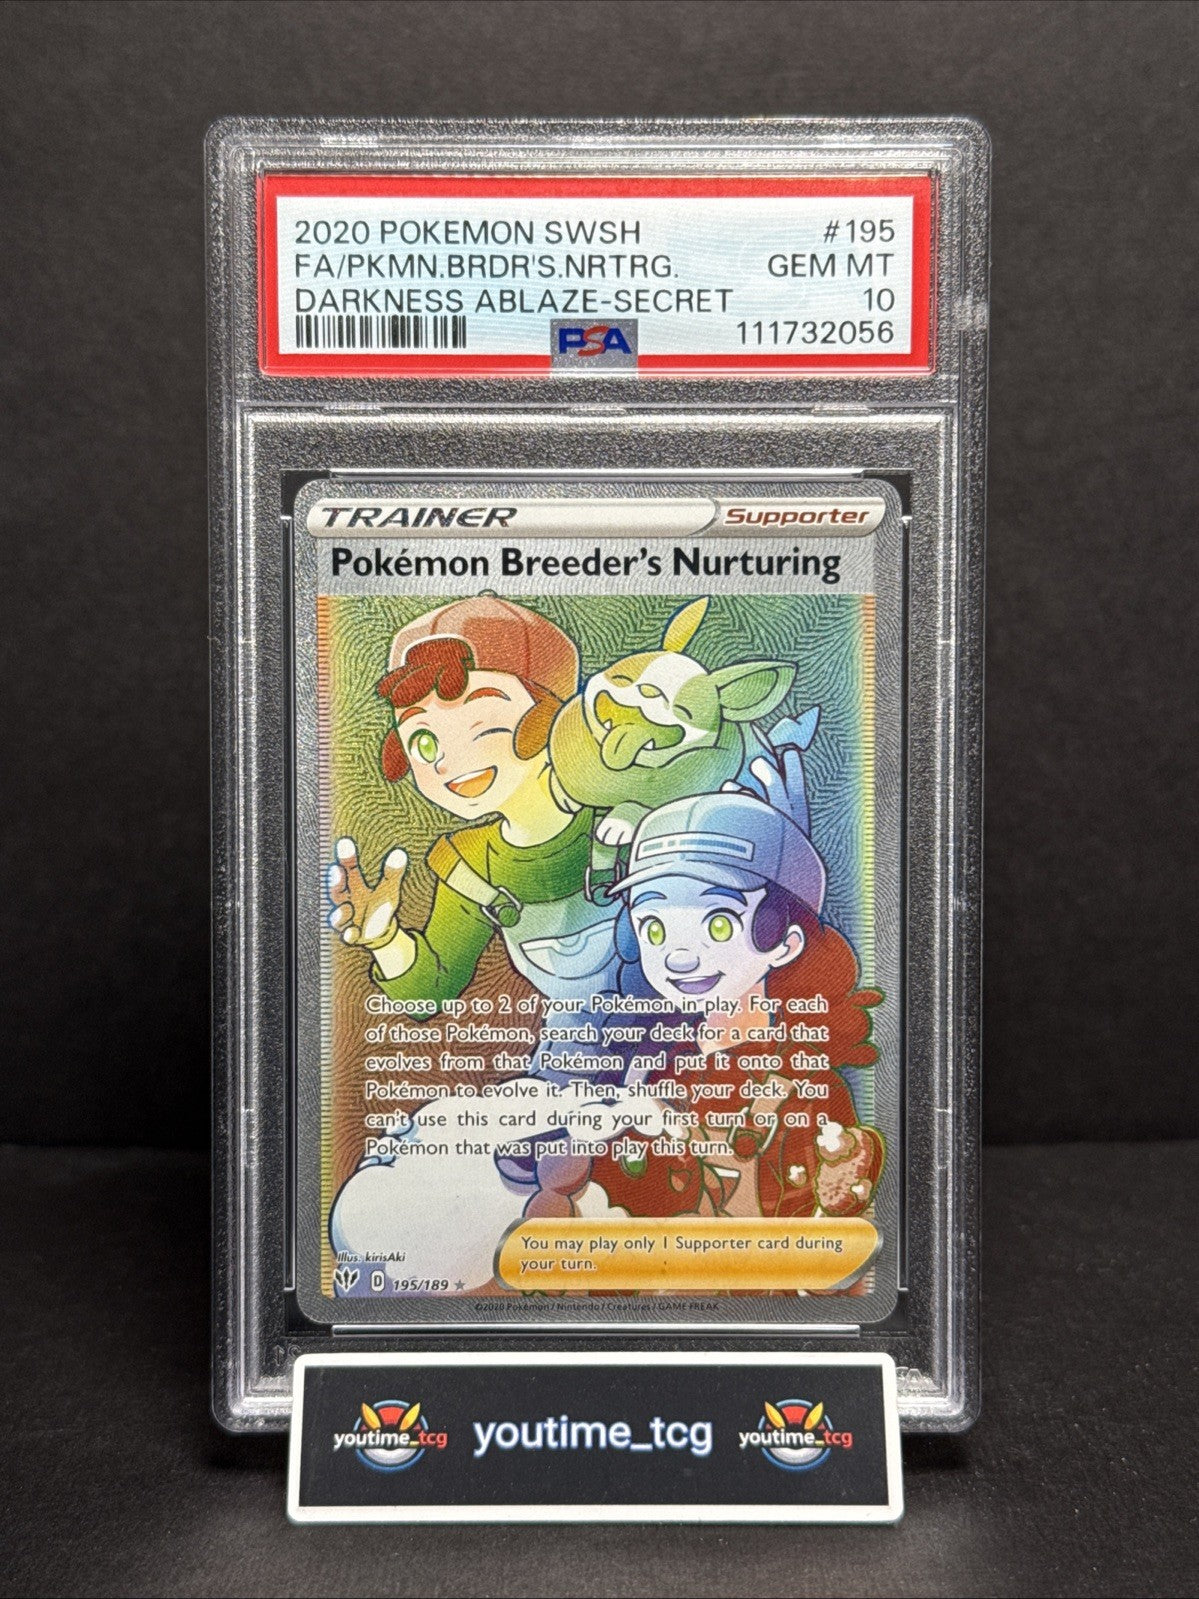 2020 POKEMON SWSH #195
FA/PKMN.BRDR'S.NRTRG. GEM MT
DARKNESS ABLAZE-SECRET 10
PSA 111732056
TRAINER Supporter
Pokémon Breeder's Nurturing
Choose up to 2 of your Pokémon in play. For each
of those Pokémon, search your deck for a card that
evolves from that Pokémon and put it onto that
Pokémon to evolve it. Then, shuffle your deck. You
can't use this card during your first turn or on a
Pokémon that was put into play this turn.
You may play only 1 Supporter card during
your turn.
Illus. kirisAki
D 195/189
©2020 Pokémon / Nintendo / Creatures / GAME FREAK
youtime_tcg youtime_tcg youtime_tcg